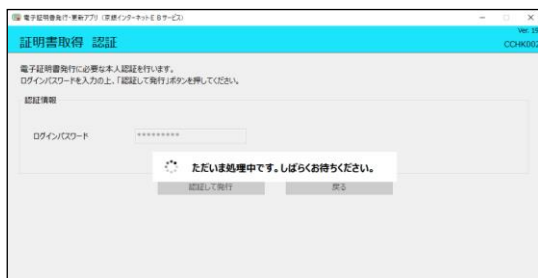 電子証明書発行・更新アプリ (京銀インターネットEBサービス)
Ver. 19
証明書取得 認証
CCHK002
電子証明書発行に必要な本人認証を行います。
ログインパスワードを入力の上、「認証して発行」ボタンを押してください。
認証情報
ログインパスワード
*********
ただいま処理中です。しばらくお待ちください。
認証して発行
戻る